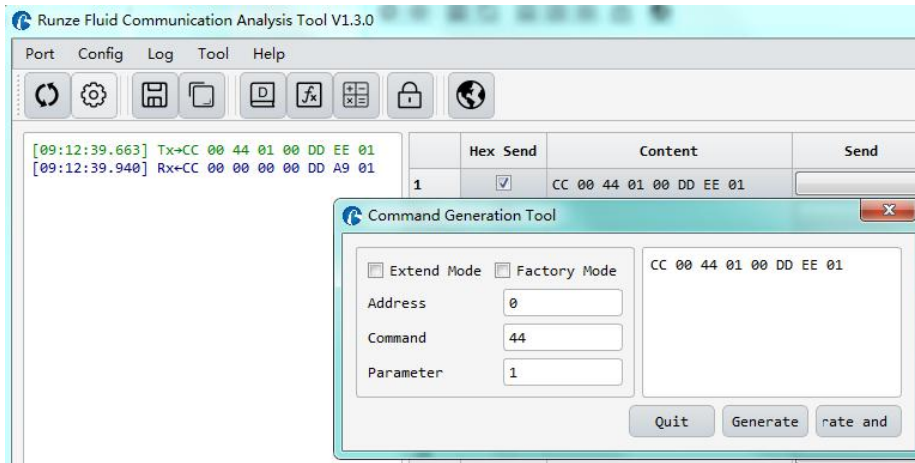 Runze Fluid Communication Analysis Tool V1.3.0
Port Config Log Tool Help
[09:12:39.663] Tx→CC 00 44 01 00 DD EE 01
[09:12:39.940] Rx←CC 00 00 00 00 DD A9 01
Hex Send Content Send
1 CC 00 44 01 00 DD EE 01
Command Generation Tool
Extend Mode Factory Mode
CC 00 44 01 00 DD EE 01
Address 0
Command 44
Parameter 1
Quit Generate rate and